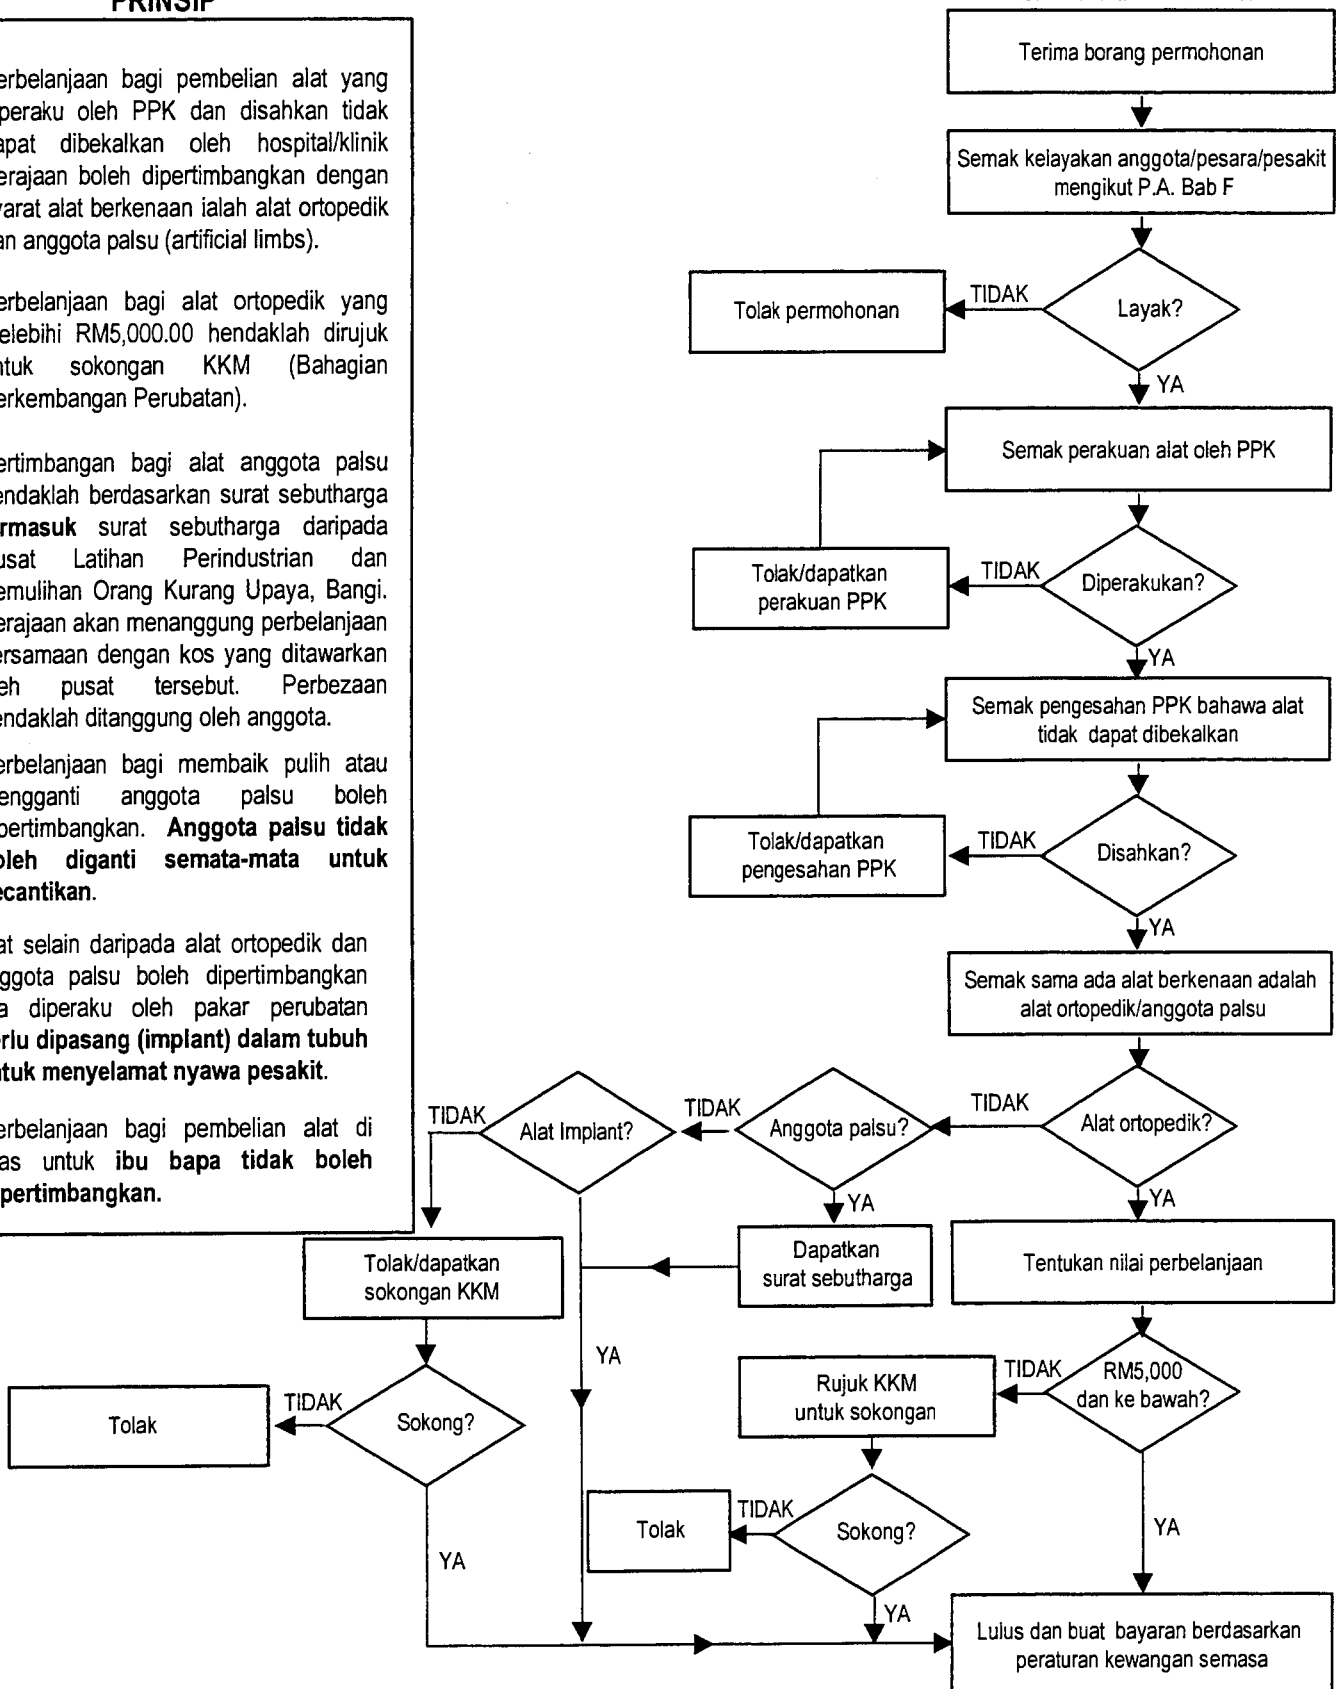 PRINSIP
erbelanjaan bagi pembelian alat yang
peraku oleh PPK dan disahkan tidak
apat dibekalkan oleh hospital/klinik
erajaan boleh dipertimbangkan dengan
yarat alat berkenaan ialah alat ortopedik
an anggota palsu (artificial limbs).
erbelanjaan bagi alat ortopedik yang
elebihi RM5,000.00 hendaklah dirujuk
ntuk sokongan KKM (Bahagian
erkembangan Perubatan).
ertimbangan bagi alat anggota palsu
endaklah berdasarkan surat sebutharga
rmasuk surat sebutharga daripada
usat Latihan Perindustrian dan
emulihan Orang Kurang Upaya, Bangi.
erajaan akan menanggung perbelanjaan
ersamaan dengan kos yang ditawarkan
eh pusat tersebut. Perbezaan
endaklah ditanggung oleh anggota.
erbelanjaan bagi membaik pulih atau
engganti anggota palsu boleh
pertimbangkan. Anggota palsu tidak
oleh diganti semata-mata untuk
ecantikan.
at selain daripada alat ortopedik dan
nggota palsu boleh dipertimbangkan
a diperaku oleh pakar perubatan
erlu dipasang (implant) dalam tubuh
ntuk menyelamat nyawa pesakit.
erbelanjaan bagi pembelian alat di
as untuk ibu bapa tidak boleh
pertimbangkan.
Terima borang permohonan
Semak kelayakan anggota/pesara/pesakit
mengikut P.A. Bab F
Layak?
TIDAK
Tolak permohonan
YA
Semak perakuan alat oleh PPK
Diperakukan?
TIDAK
Tolak/dapatkan
perakuan PPK
YA
Semak pengesahan PPK bahawa alat
tidak dapat dibekalkan
Disahkan?
TIDAK
Tolak/dapatkan
pengesahan PPK
YA
Semak sama ada alat berkenaan adalah
alat ortopedik/anggota palsu
Alat ortopedik?
TIDAK
Anggota palsu?
TIDAK
Alat Implant?
TIDAK
YA
YA
Tolak/dapatkan
sokongan KKM
Dapatkan
surat sebutharga
Tentukan nilai perbelanjaan
YA
RM5,000
dan ke bawah?
TIDAK
Rujuk KKM
untuk sokongan
Sokong?
TIDAK
Tolak
Sokong?
TIDAK
Tolak
YA
YA
YA
Lulus dan buat bayaran berdasarkan
peraturan kewangan semasa